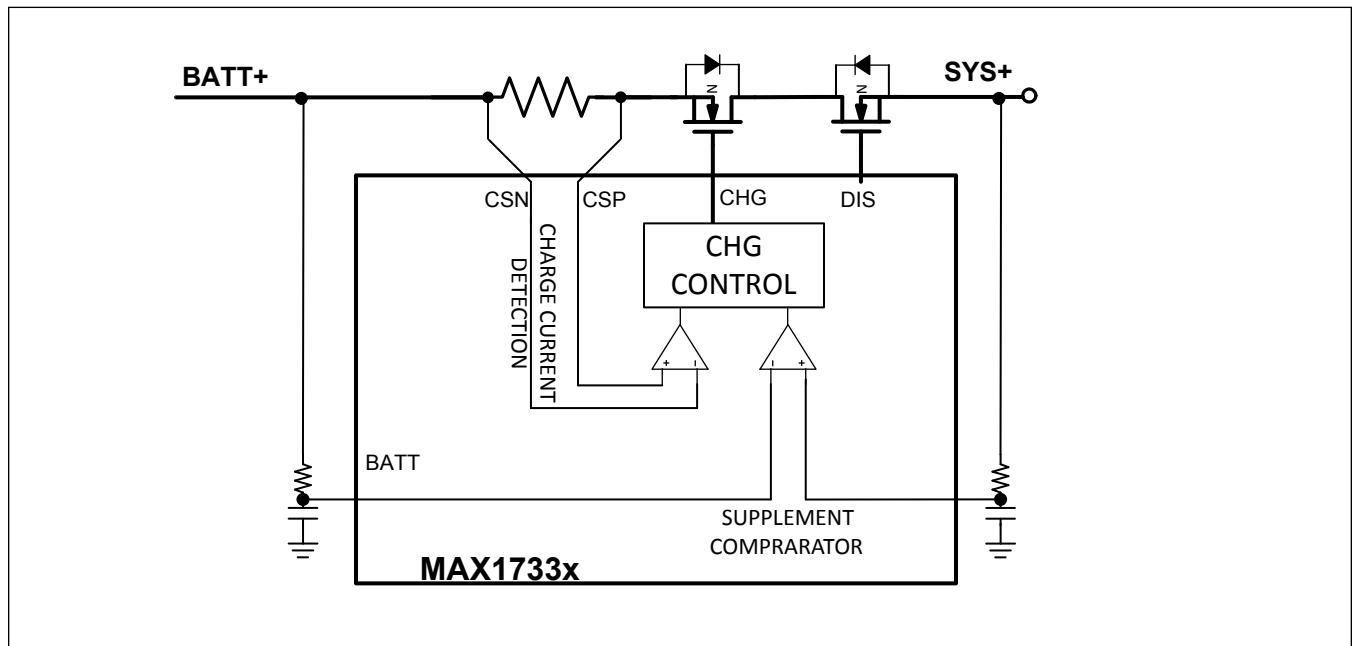 BATT+
SYS+
N
N
CSN
CSP
CHG
DIS
CHARGE CURRENT
DETECTION
CHG
CONTROL
+
−
−
+
BATT
SUPPLEMENT
COMPRARATOR
MAX1733x